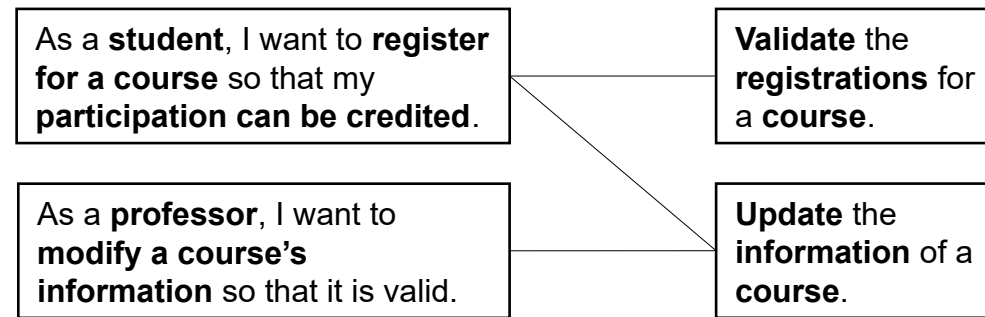 As a student, I want to register
for a course so that my
participation can be credited.
Validate the
registrations for
a course.
As a professor, I want to
modify a course’s
information so that it is valid.
Update the
information of a
course.